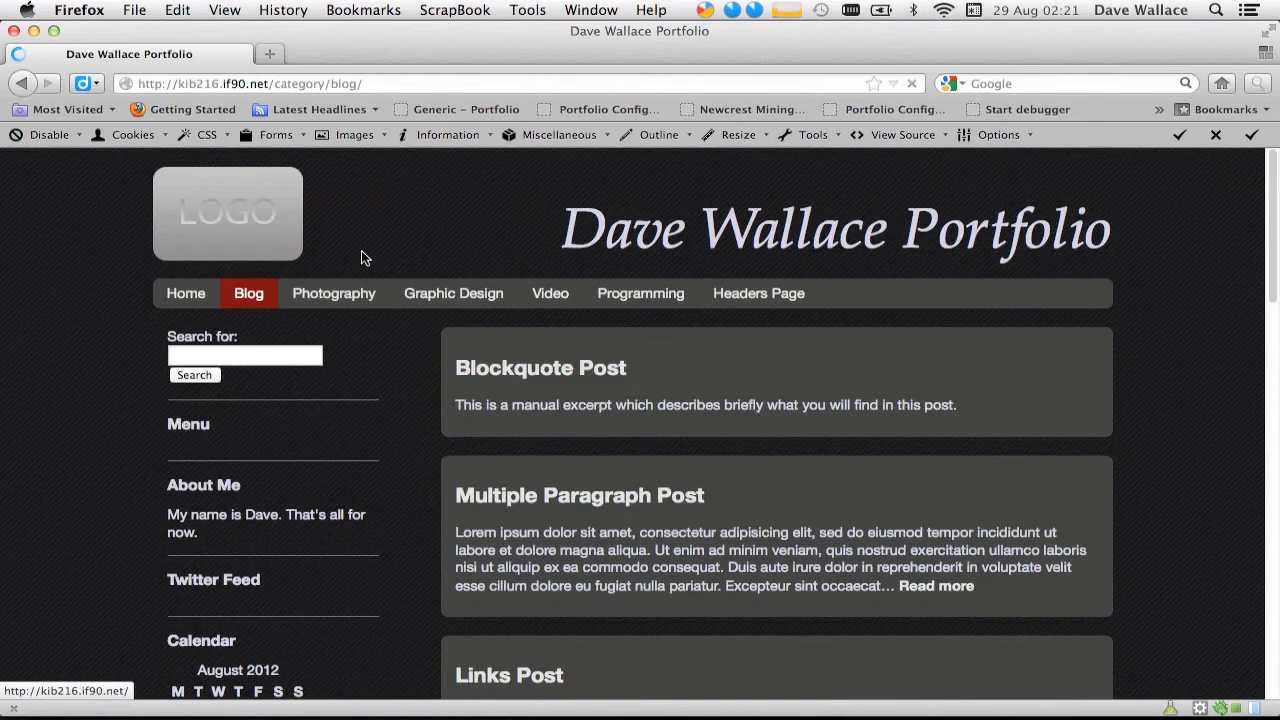 Firefox File Edit View History Bookmarks ScrapBook Tools Window Help 29 Aug 02:21 Dave Wallace
Dave Wallace Portfolio
Dave Wallace Portfolio
http://kib216.if90.net/category/blog/ Google
Most Visited Getting Started Latest Headlines Generic – Portfolio Portfolio Config... Newcrest Mining... Portfolio Config... Start debugger » Bookmarks
Disable Cookies CSS Forms Images Information Miscellaneous Outline Resize Tools View Source Options
LOGO
Dave Wallace Portfolio
Home Blog Photography Graphic Design Video Programming Headers Page
Search for:
Search
Menu
About Me
My name is Dave. That's all for
now.
Twitter Feed
Calendar
August 2012
M T W T F S S
Blockquote Post
This is a manual excerpt which describes briefly what you will find in this post.
Multiple Paragraph Post
Lorem ipsum dolor sit amet, consectetur adipisicing elit, sed do eiusmod tempor incididunt ut
labore et dolore magna aliqua. Ut enim ad minim veniam, quis nostrud exercitation ullamco laboris
nisi ut aliquip ex ea commodo consequat. Duis aute irure dolor in reprehenderit in voluptate velit
esse cillum dolore eu fugiat nulla pariatur. Excepteur sint occaecat… Read more
Links Post
http://kib216.if90.net/